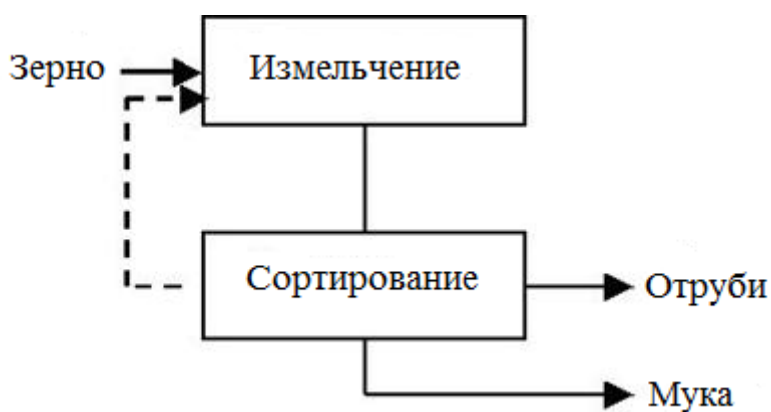 Зерно
Измельчение
Сортирование
Отруби
Мука